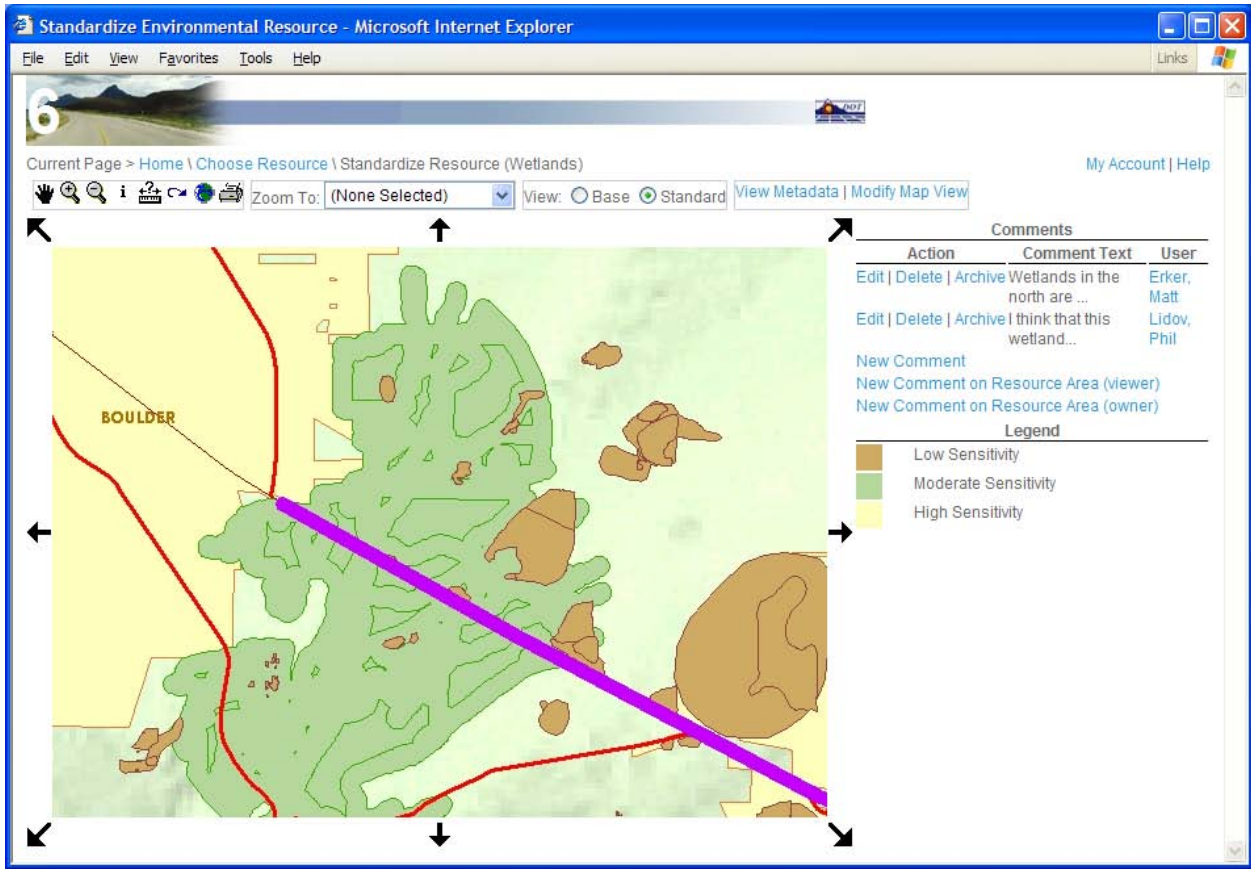 Standardize Environmental Resource - Microsoft Internet Explorer
File Edit View Favorites Tools Help Links
6
DOT
Current Page > Home \ Choose Resource \ Standardize Resource (Wetlands) My Account | Help
i ? Zoom To: (None Selected) View: Base Standard View Metadata | Modify Map View
Comments
Action Comment Text User
Edit | Delete | Archive Wetlands in the Erker,
north are ... Matt
Edit | Delete | Archive I think that this Lidov,
wetland... Phil
New Comment
New Comment on Resource Area (viewer)
New Comment on Resource Area (owner)
Legend
Low Sensitivity
Moderate Sensitivity
High Sensitivity
BOULDER